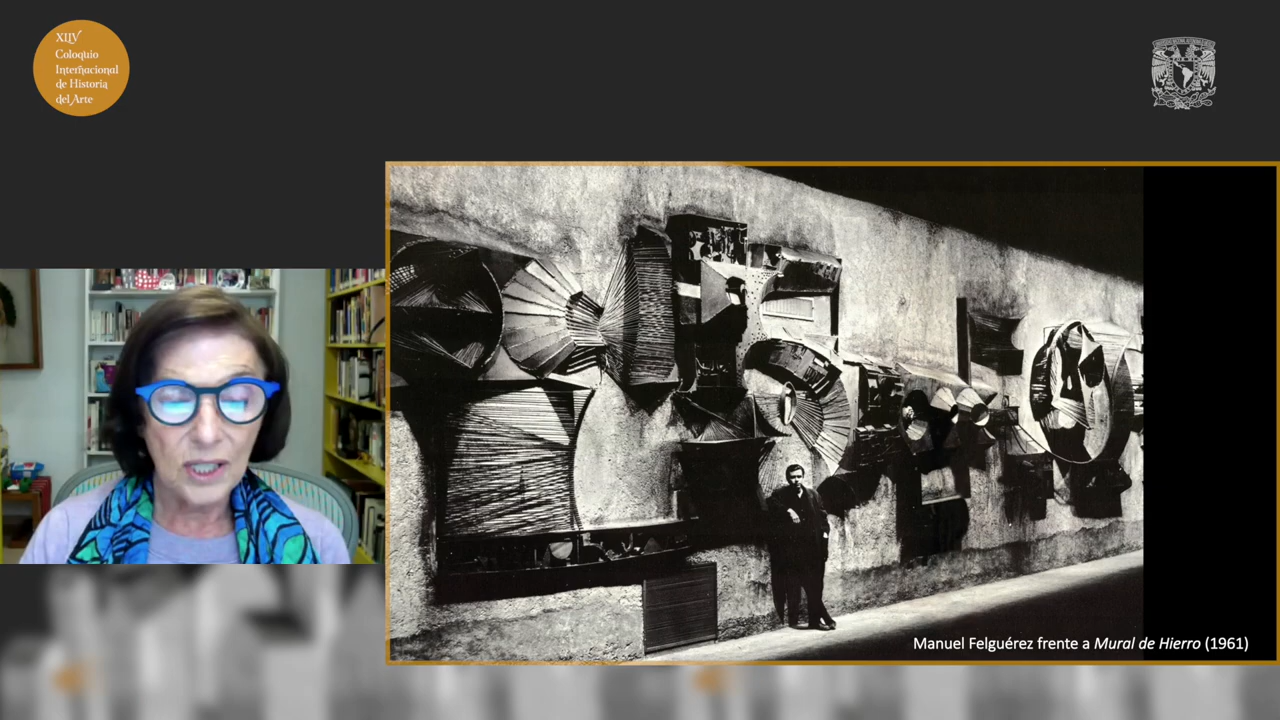 XLIV
Coloquio
Internacional
de Historia
del Arte
Manuel Felguérez frente a Mural de Hierro (1961)